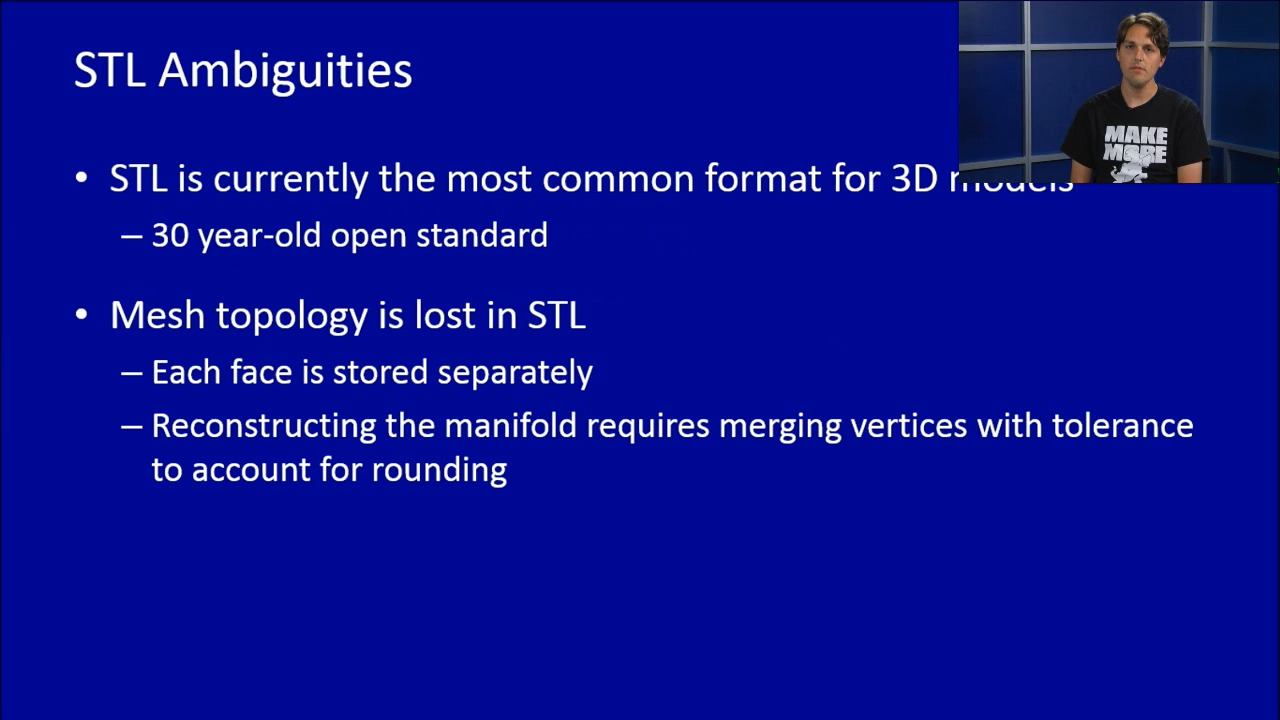 STL Ambiguities
• STL is currently the most common format for 3D models
– 30 year-old open standard
• Mesh topology is lost in STL
– Each face is stored separately
– Reconstructing the manifold requires merging vertices with tolerance
to account for rounding
MAKE
MORE